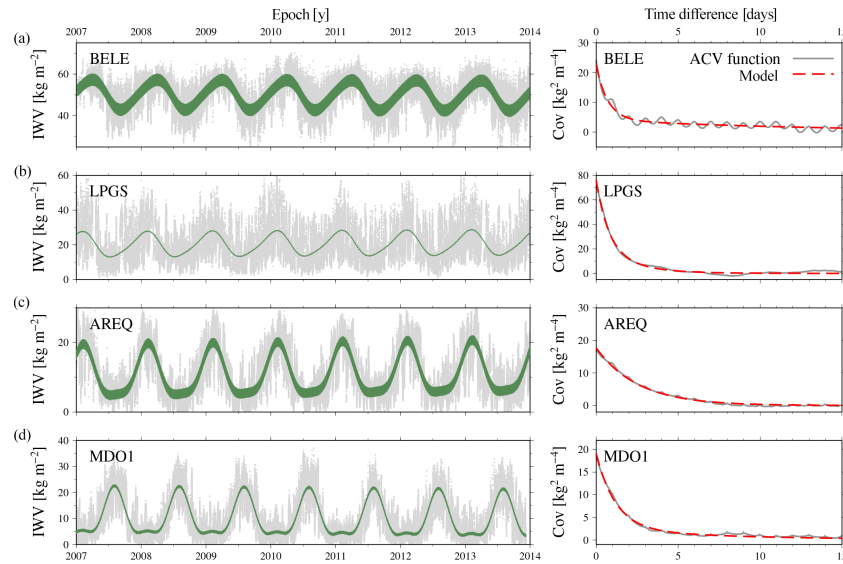 Epoch [y]
Time difference [days]
2007 2008 2009 2010 2011 2012 2013 2014
0 5 10 15
(a)
BELE
IWV [kg m⁻²]
60
40
BELE
ACV function
Model
Cov [kg² m⁻⁴]
30
20
10
0
(b)
LPGS
IWV [kg m⁻²]
60
40
20
0
LPGS
Cov [kg² m⁻⁴]
80
60
40
20
0
(c)
AREQ
IWV [kg m⁻²]
20
0
AREQ
Cov [kg² m⁻⁴]
30
20
10
0
(d)
MDO1
IWV [kg m⁻²]
40
30
20
10
0
MDO1
Cov [kg² m⁻⁴]
20
15
10
5
0
2007 2008 2009 2010 2011 2012 2013 2014
0 5 10 15